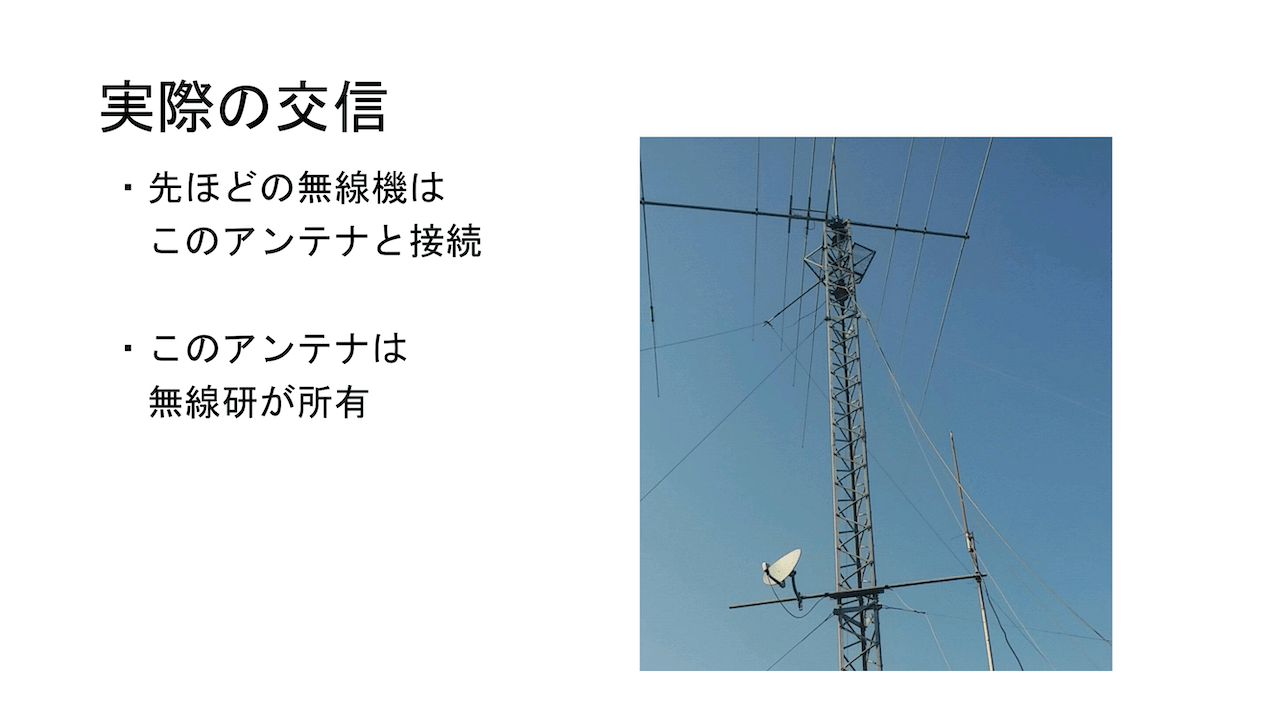 実際の交信
・先ほどの無線機は
このアンテナと接続
・このアンテナは
無線研が所有